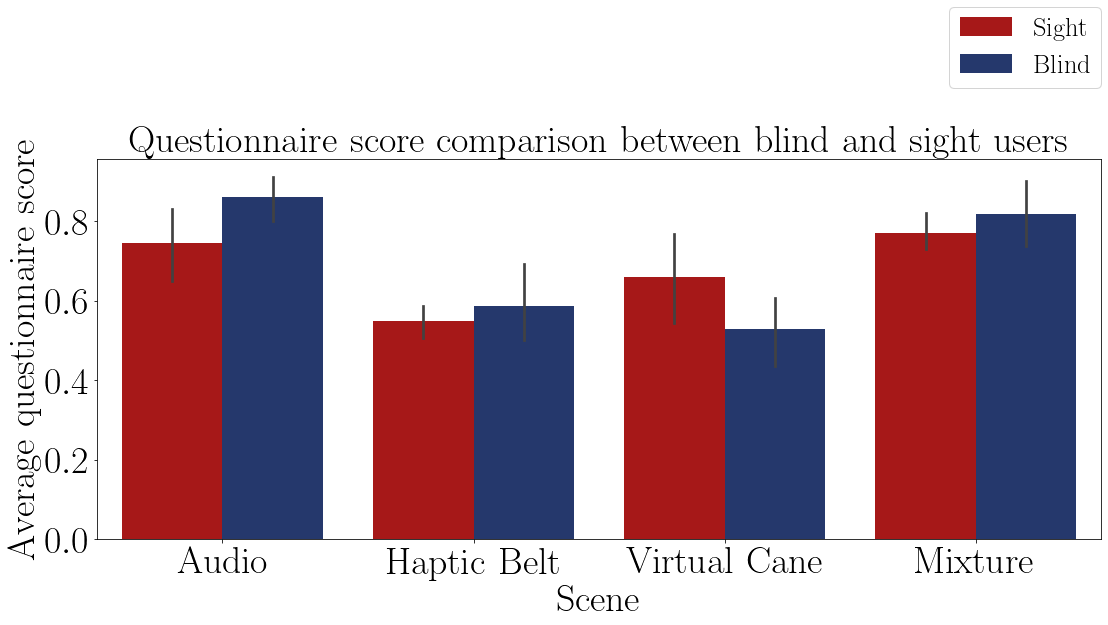 Sight
Blind
Questionnaire score comparison between blind and sight users
Average questionnaire score
0.8
0.6
0.4
0.2
0.0
Audio
Haptic Belt
Virtual Cane
Mixture
Scene